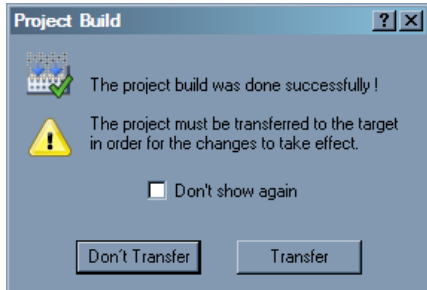 Project Build
The project build was done successfully !
The project must be transferred to the target
in order for the changes to take effect.
Don't show again
Don´t Transfer
Transfer